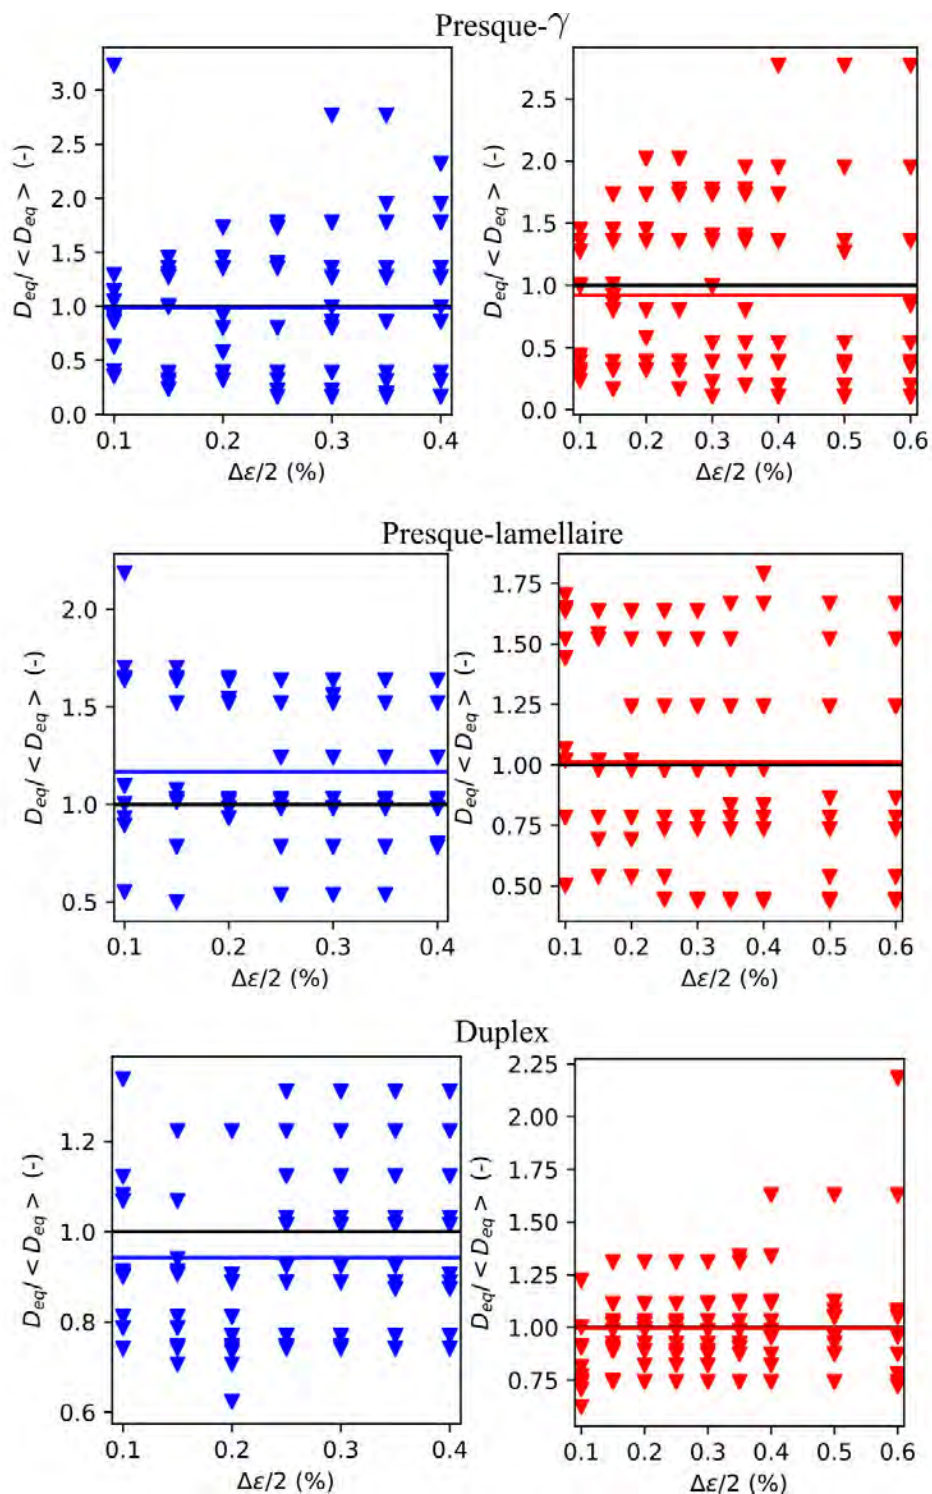 Presque-γ
3.0
2.5
2.0
1.5
1.0
0.5
0.0
D_eq/ < D_eq > (-)
0.1 0.2 0.3 0.4
Δε/2 (%)
2.5
2.0
1.5
1.0
0.5
0.0
D_eq/ < D_eq > (-)
0.1 0.2 0.3 0.4 0.5 0.6
Δε/2 (%)
Presque-lamellaire
2.0
1.5
1.0
0.5
D_eq/ < D_eq > (-)
0.1 0.2 0.3 0.4
Δε/2 (%)
1.75
1.50
1.25
1.00
0.75
0.50
D_eq/ < D_eq > (-)
0.1 0.2 0.3 0.4 0.5 0.6
Δε/2 (%)
Duplex
1.2
1.0
0.8
0.6
D_eq/ < D_eq > (-)
0.1 0.2 0.3 0.4
Δε/2 (%)
2.25
2.00
1.75
1.50
1.25
1.00
0.75
D_eq/ < D_eq > (-)
0.1 0.2 0.3 0.4 0.5 0.6
Δε/2 (%)